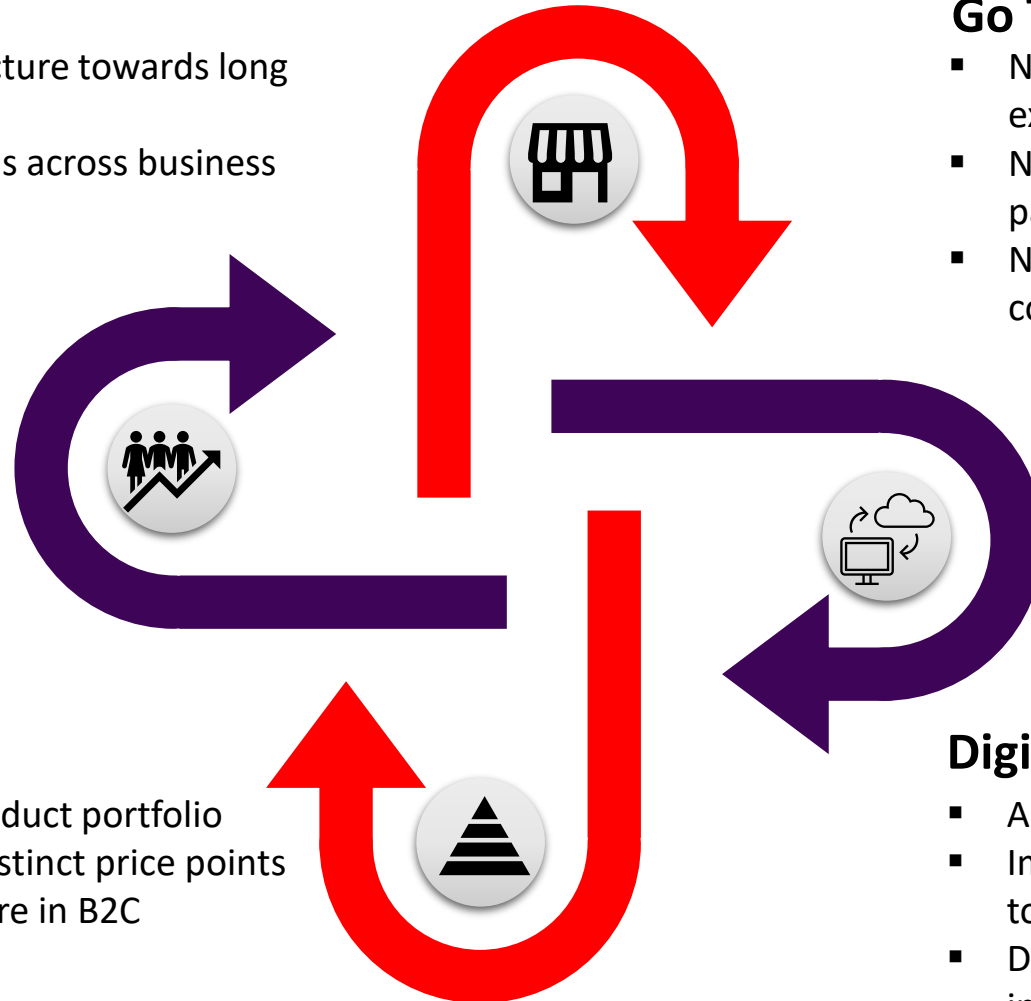 cture towards long
s across business
duct portfolio
stinct price points
re in B2C
Go
N
ex
N
pa
N
co
Digi
A
In
to
D
in